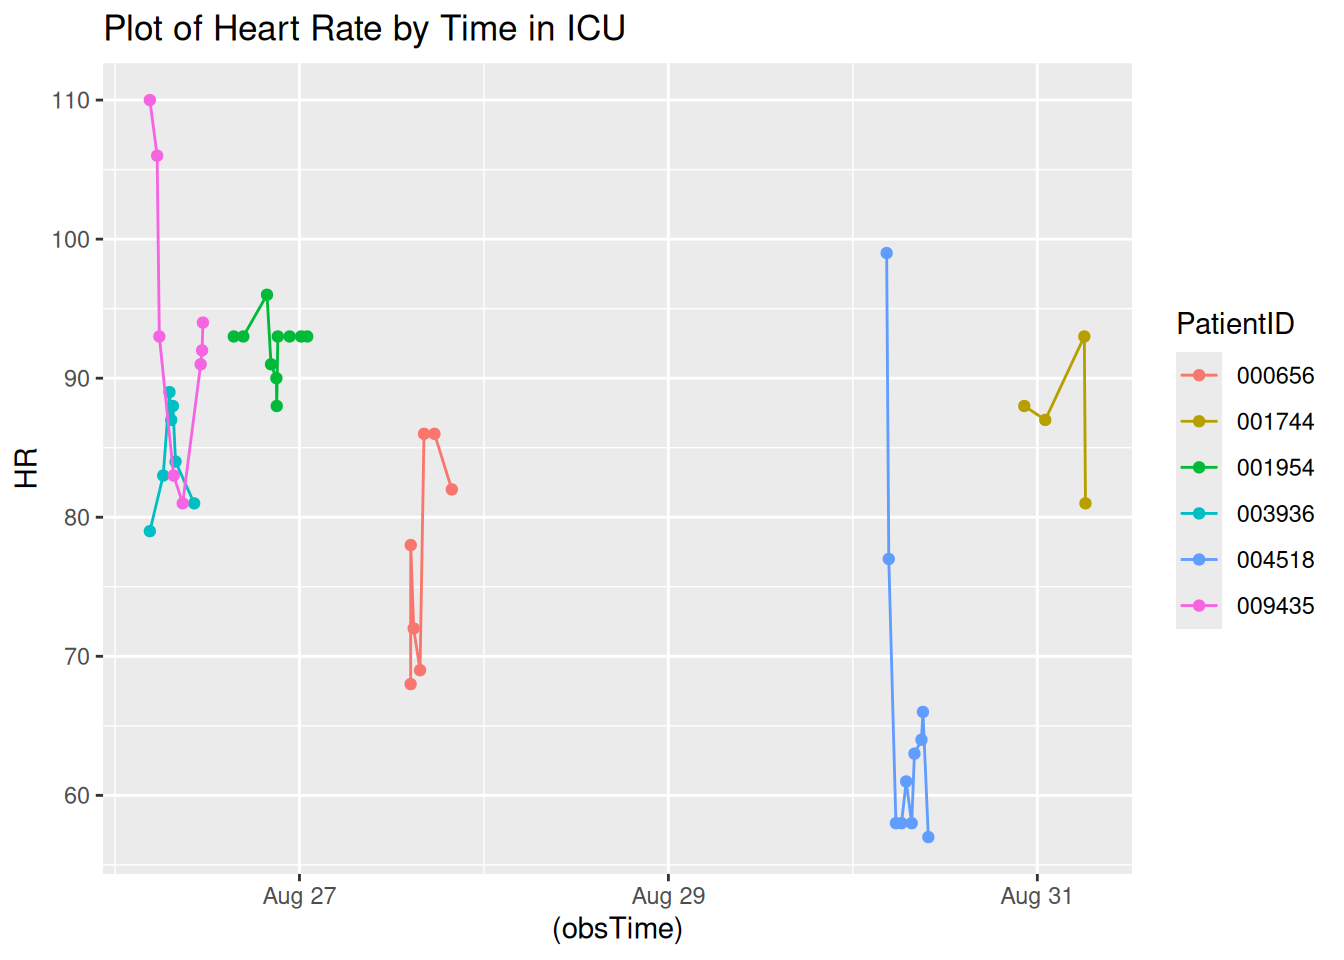 Plot of Heart Rate by Time in ICU
110
100
90
80
70
60
HR
Aug 27
Aug 29
Aug 31
(obsTime)
PatientID
000656
001744
001954
003936
004518
009435